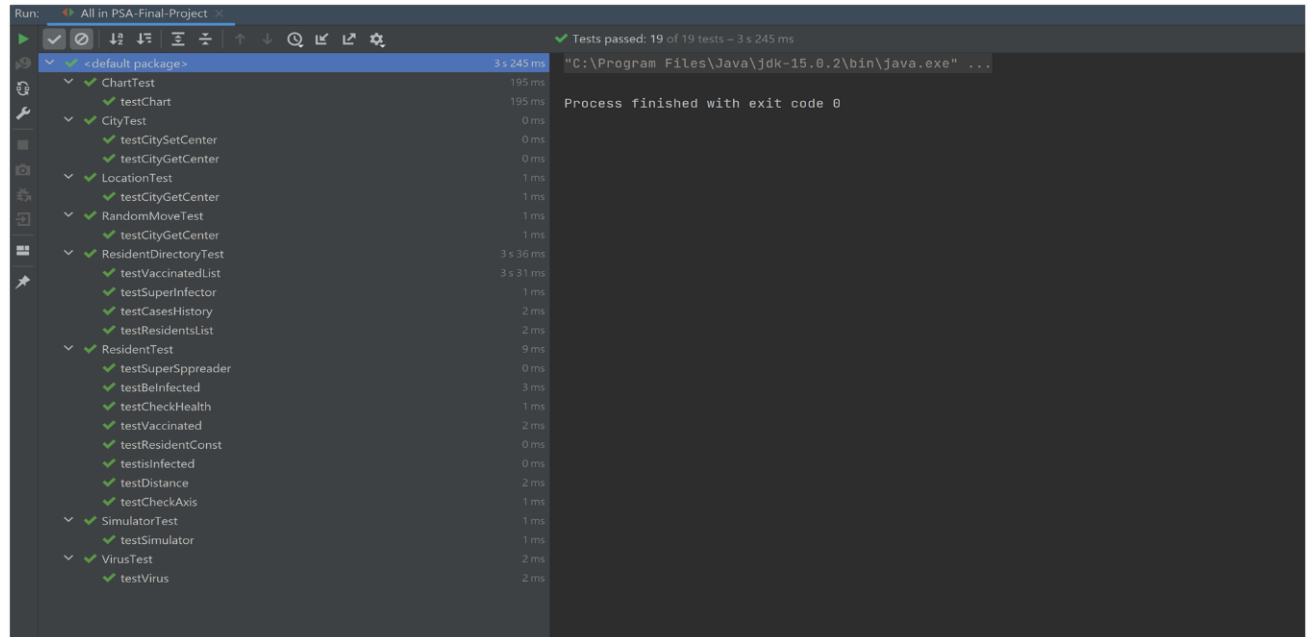 Run: All in PSA-Final-Project
Tests passed: 19 of 19 tests – 3 s 245 ms
<default package> 3 s 245 ms
"C:\Program Files\Java\jdk-15.0.2\bin\java.exe" ...
ChartTest 195 ms
testChart 195 ms
Process finished with exit code 0
CityTest 0 ms
testCitySetCenter 0 ms
testCityGetCenter 0 ms
LocationTest 1 ms
testCityGetCenter 1 ms
RandomMoveTest 1 ms
testCityGetCenter 1 ms
ResidentDirectoryTest 3 s 36 ms
testVaccinatedList 3 s 31 ms
testSuperInfector 1 ms
testCasesHistory 2 ms
testResidentsList 2 ms
ResidentTest 9 ms
testSuperSppreader 0 ms
testBeInfected 3 ms
testCheckHealth 1 ms
testVaccinated 2 ms
testResidentConst 0 ms
testisInfected 0 ms
testDistance 2 ms
testCheckAxis 1 ms
SimulatorTest 1 ms
testSimulator 1 ms
VirusTest 2 ms
testVirus 2 ms